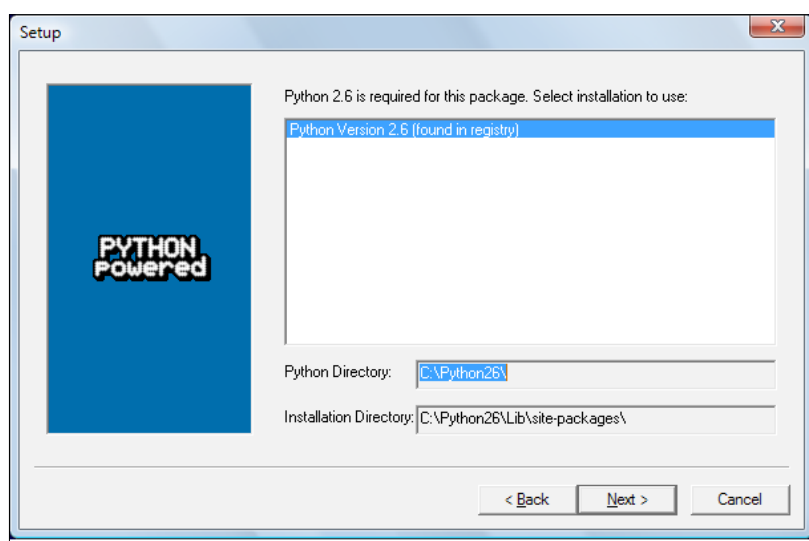 Setup
Python 2.6 is required for this package. Select installation to use:
Python Version 2.6 (found in registry)
PYTHON
Powered
Python Directory: C:\Python26\
Installation Directory: C:\Python26\Lib\site-packages\
< Back Next > Cancel